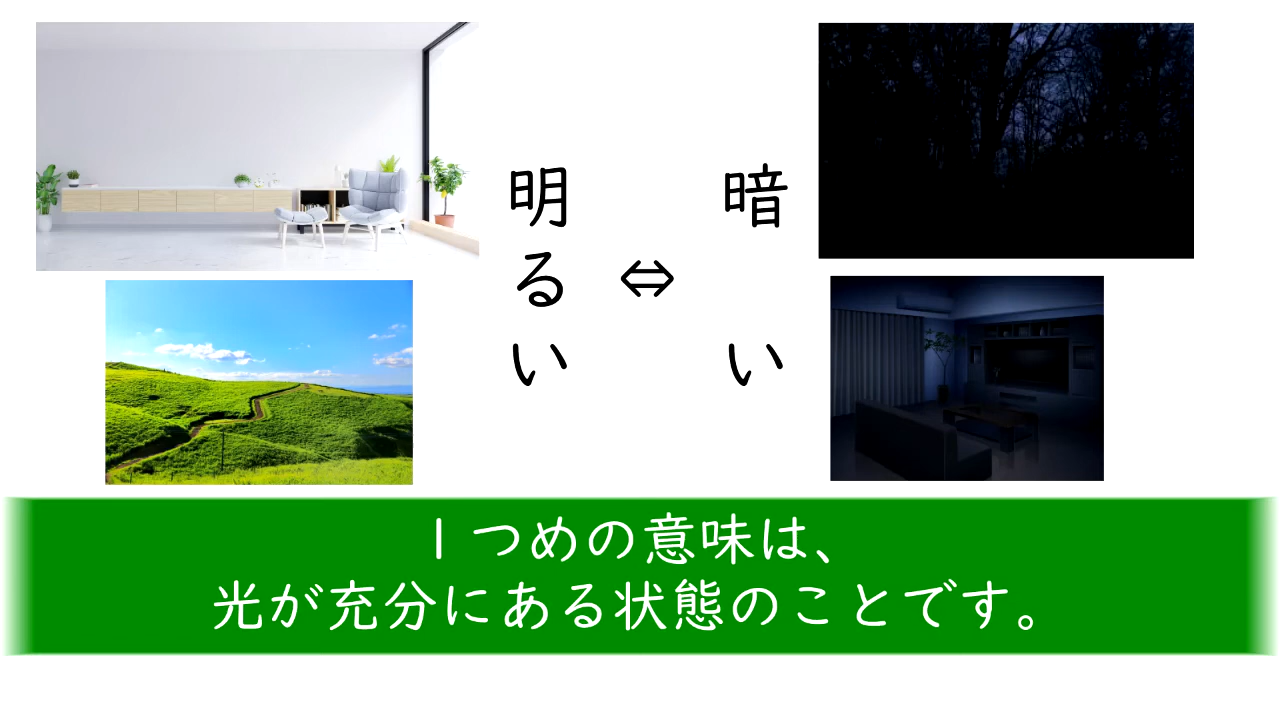 明るい
⇔
暗い
1つめの意味は、
光が充分にある状態のことです。